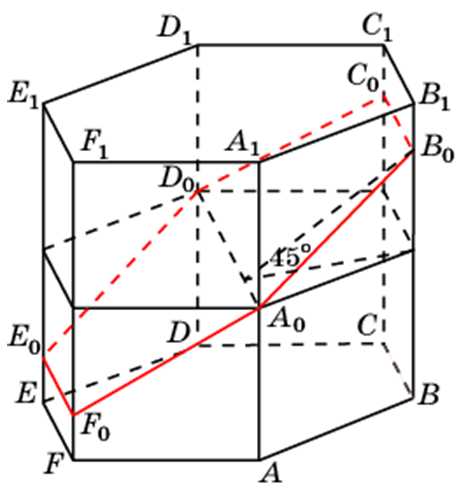 D₁
C₁
C₀
E₁
B₁
F₁
A₁
B₀
D₀
45°
A₀
E₀
D
C
E
B
F₀
F
A